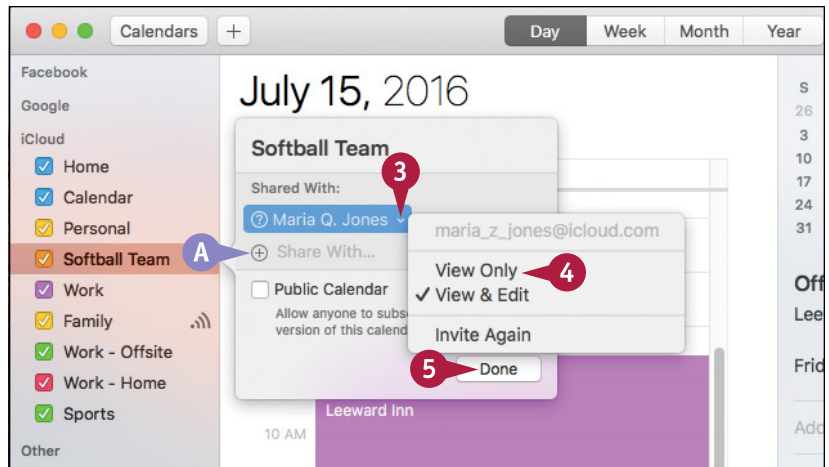 Calendars
+
Day Week Month Year
Facebook
Google
iCloud
Home
Calendar
Personal
Softball Team
Work
Family
Work - Offsite
Work - Home
Sports
Other
July 15, 2016
Softball Team
Shared With:
3
? Maria Q. Jones
A
+ Share With...
Public Calendar
Allow anyone to subs
version of this calend
maria_z_jones@icloud.com
View Only
4
✓ View & Edit
Invite Again
5
Done
Leeward Inn
10 AM
S
26
3
10
17
24
31
Off
Lee
Frid
Add